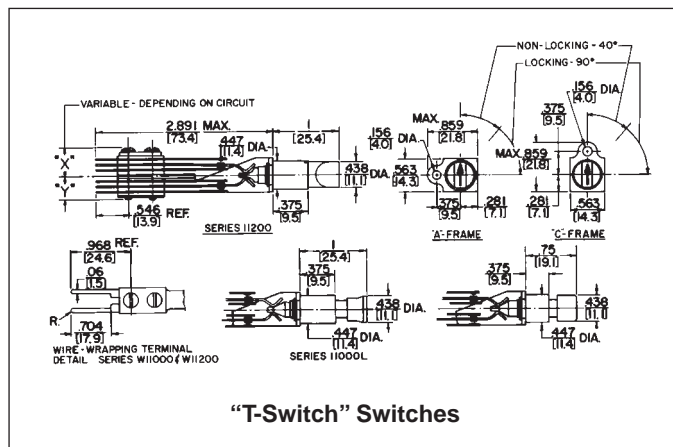 NON-LOCKING-40°
LOCKING-90°
.156 DIA.
[4.0]
.375
[9.5]
MAX.
.859
[21.8]
.156
[4.0]
DIA.
.563
[14.3]
.375
[9.5]
.281
[7.1]
"A"-FRAME
MAX. .859
[21.8]
.281
[7.1]
.563
[14.3]
"C"-FRAME
VARIABLE - DEPENDING ON CIRCUIT
2.891 MAX.
[73.4]
1
[25.4]
.447
[11.4] DIA.
"X"
"Y"
.438
[11.1] DIA.
.546 REF.
[13.9]
.375
[9.5]
SERIES 11200
.968 REF.
[24.6]
.06
[1.5]
R.
.704
[17.9]
WIRE-WRAPPING TERMINAL
DETAIL SERIES W11000 & W11200
1
[25.4]
.375
[9.5]
.438
[11.1] DIA.
.447
[11.4] DIA.
SERIES 11000L
.75
[19.1]
.375
[9.5]
.438
[11.1]
.447
[11.4] DIA.
"T-Switch" Switches